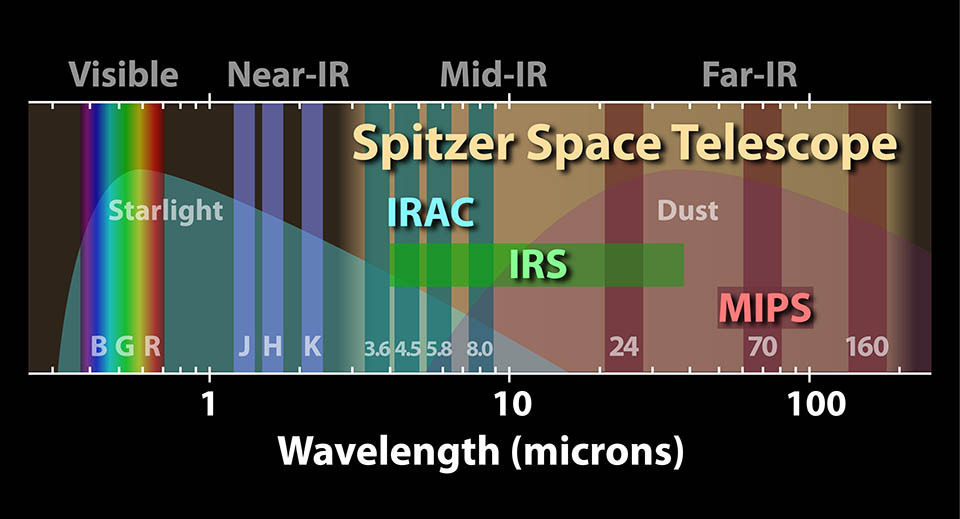 Visible Near-IR Mid-IR Far-IR
Spitzer Space Telescope
Starlight IRAC Dust
IRS
MIPS
B G R J H K 3.6 4.5 5.8 8.0 24 70 160
1 10 100
Wavelength (microns)